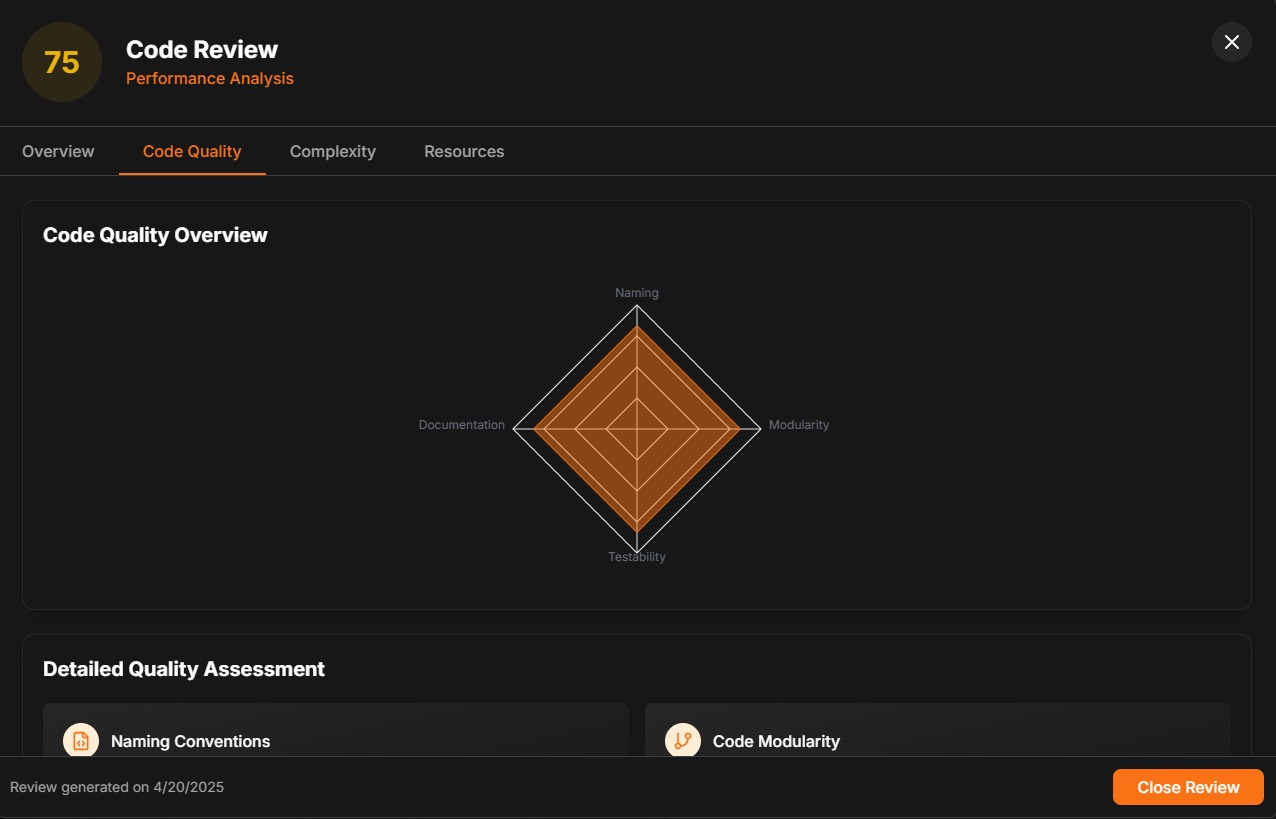 75
Code Review
Performance Analysis
Overview
Code Quality
Complexity
Resources
Code Quality Overview
Naming
Documentation
Modularity
Testability
Detailed Quality Assessment
Naming Conventions
Code Modularity
Review generated on 4/20/2025
Close Review